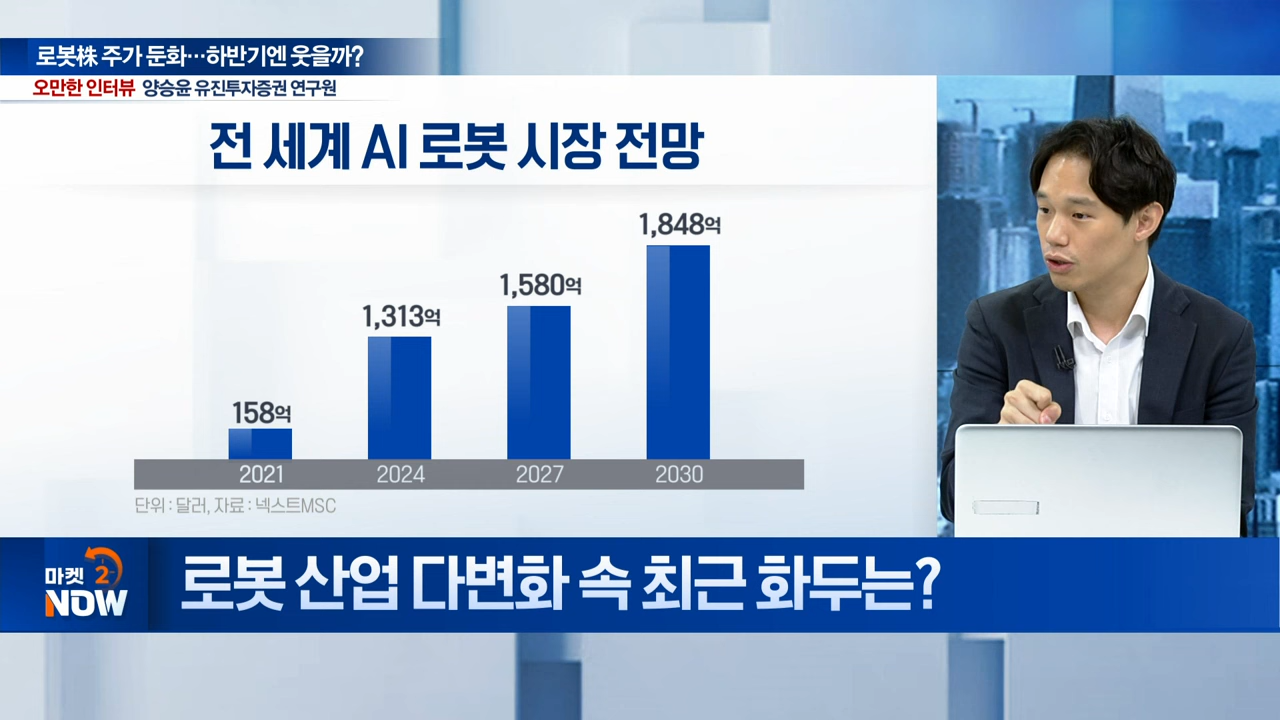 로봇株 주가 둔화…하반기엔 웃을까?
오만한 인터뷰 양승윤 유진투자증권 연구원
전 세계 AI 로봇 시장 전망
158억
1,313억
1,580억
1,848억
2021 2024 2027 2030
단위 : 달러, 자료 : 넥스트MSC
마켓 2
NOW
로봇 산업 다변화 속 최근 화두는?